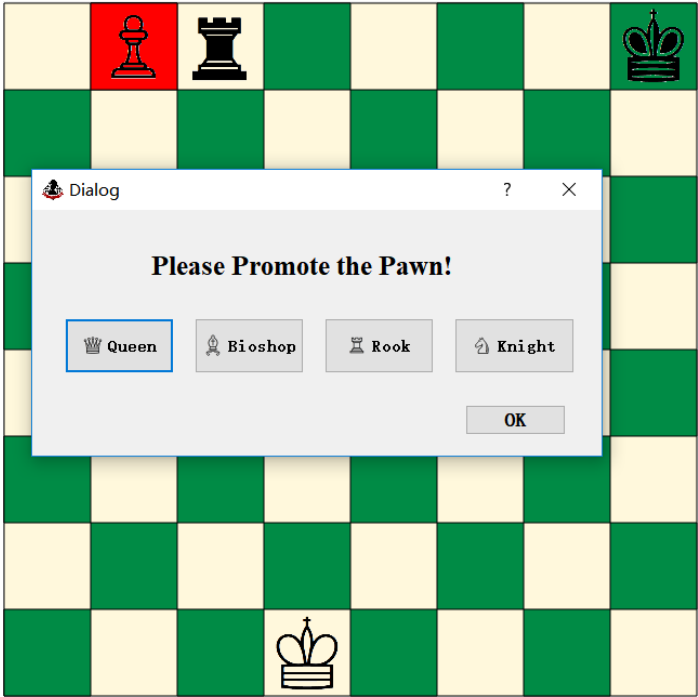 Dialog
?
Please Promote the Pawn!
Queen
Bioshop
Rook
Knight
OK